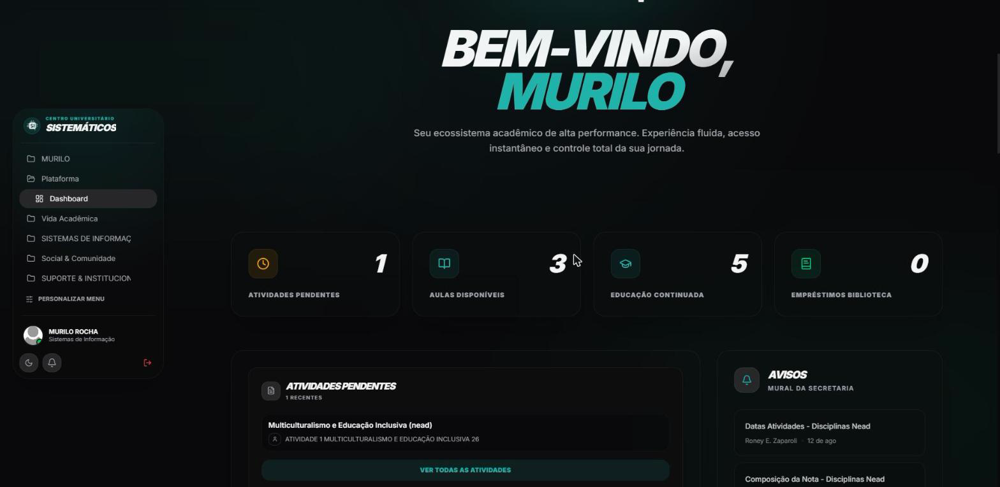 BEM-VINDO,
MURILO
Seu ecossistema acadêmico de alta performance. Experiência fluida, acesso
instantâneo e controle total da sua jornada.
SI
CENTRO UNIVERSITÁRIO
SISTEMÁTICOS
MURILO
Plataforma
Dashboard
Vida Acadêmica
SISTEMAS DE INFORMAÇ
Social & Comunidade
SUPORTE & INSTITUCION
PERSONALIZAR MENU
MURILO ROCHA
Sistemas de Informação
1
ATIVIDADES PENDENTES
3
AULAS DISPONÍVEIS
5
EDUCAÇÃO CONTINUADA
0
EMPRÉSTIMOS BIBLIOTECA
ATIVIDADES PENDENTES
1 RECENTES
Multiculturalismo e Educação Inclusiva (nead)
ATIVIDADE 1 MULTICULTURALISMO E EDUCAÇÃO INCLUSIVA 26
VER TODAS AS ATIVIDADES
AVISOS
MURAL DA SECRETARIA
Datas Atividades - Disciplinas Nead
Roney E. Zaparoli · 12 de ago
Composição da Nota - Disciplinas Nead